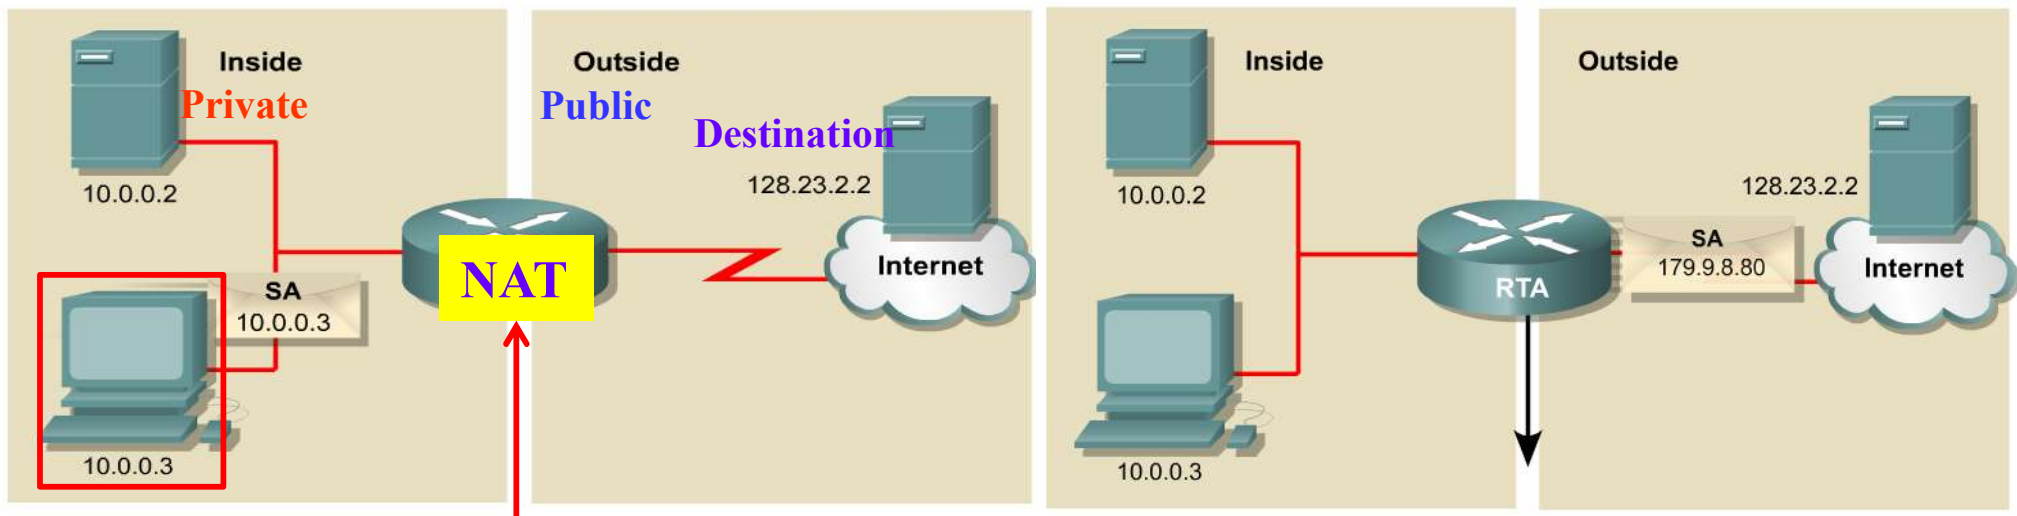 Inside
Private
10.0.0.2
SA
10.0.0.3
10.0.0.3
NAT
Outside
Public
Destination
128.23.2.2
Internet
Inside
10.0.0.2
10.0.0.3
RTA
Outside
128.23.2.2
SA
179.9.8.80
Internet